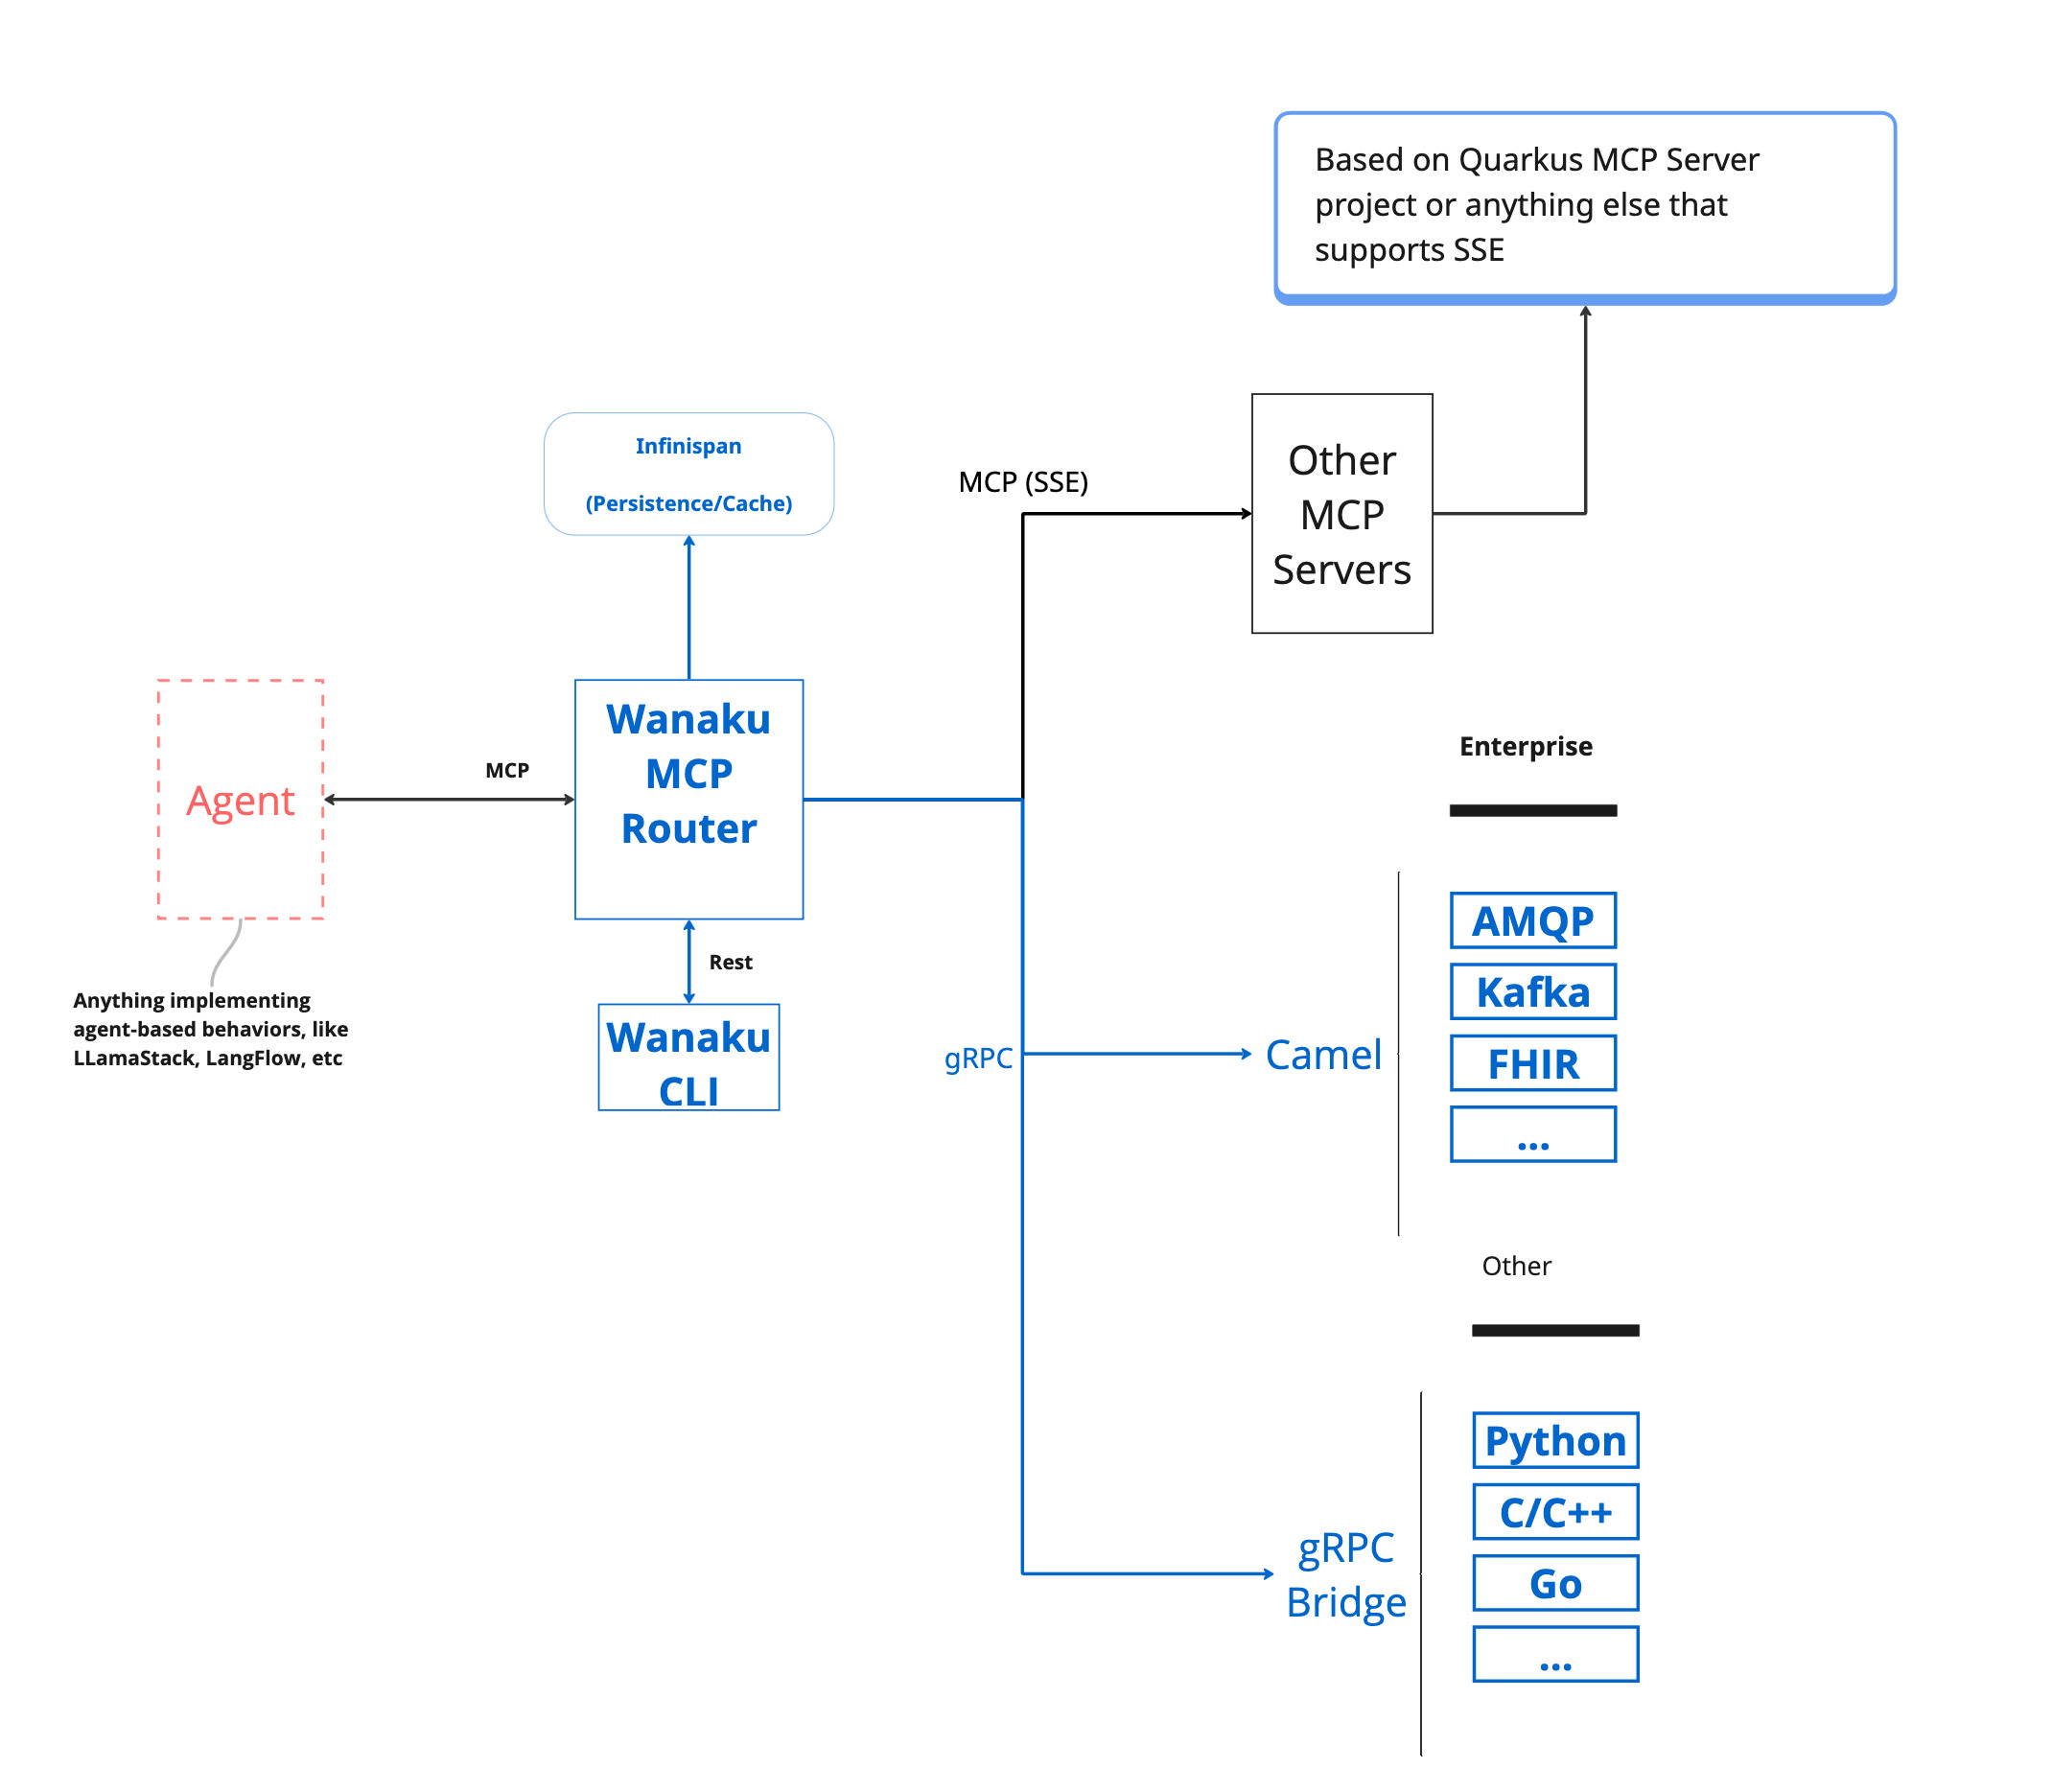 Based on Quarkus MCP Server
project or anything else that
supports SSE
Infinispan
(Persistence/Cache)
MCP (SSE)
Other
MCP
Servers
Agent
MCP
Wanaku
MCP
Router
Enterprise
Anything implementing
agent-based behaviors, like
LLamaStack, LangFlow, etc
Rest
Wanaku
CLI
gRPC
Camel
AMQP
Kafka
FHIR
...
Other
gRPC
Bridge
Python
C/C++
Go
...